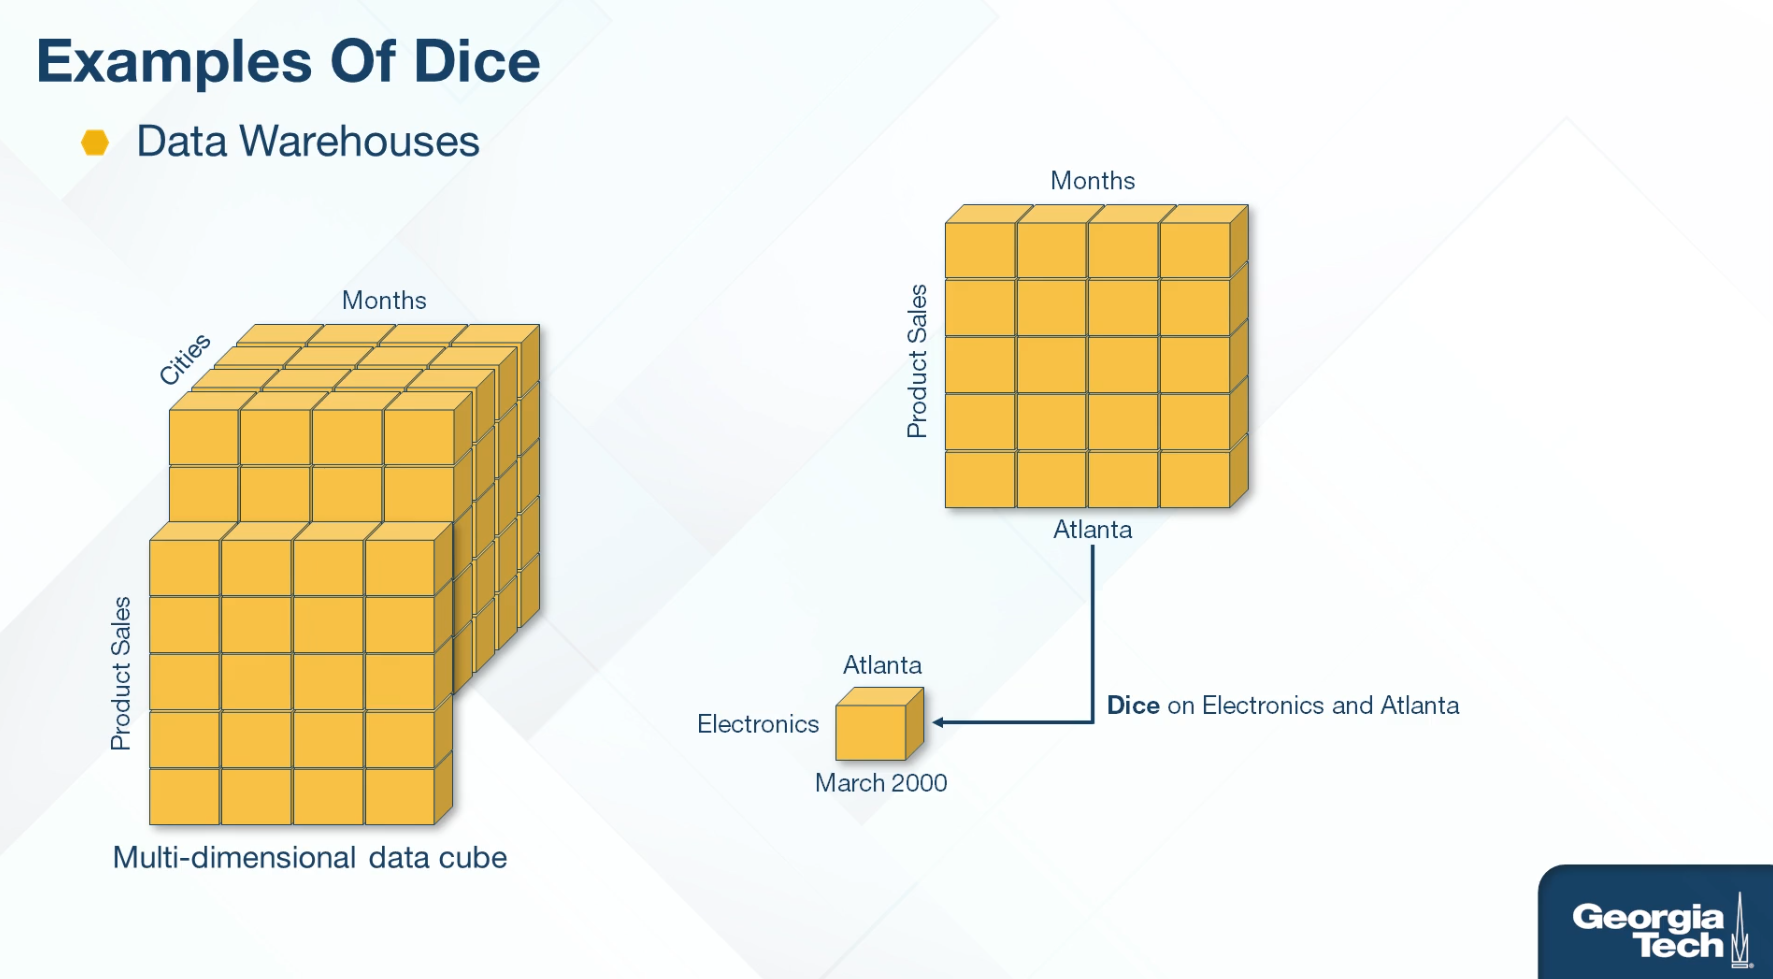 Examples Of Dice
Data Warehouses
Months
Cities
Product Sales
Multi-dimensional data cube
Months
Product Sales
Atlanta
Dice on Electronics and Atlanta
Atlanta
Electronics
March 2000
Georgia
Tech